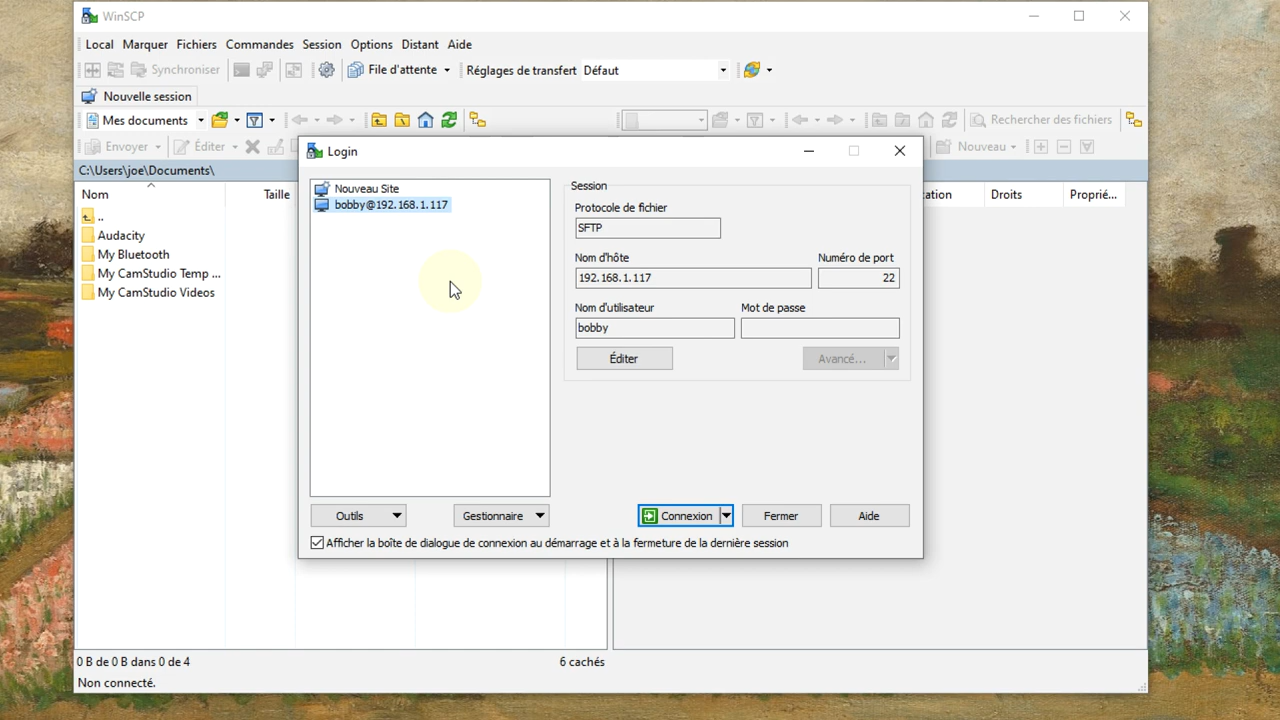 WinSCP
Local Marquer Fichiers Commandes Session Options Distant Aide
Synchroniser File d'attente Réglages de transfert Défaut
Nouvelle session
Mes documents Rechercher des fichiers
Envoyer Éditer Nouveau
C:\Users\joe\Documents\
Nom Taille ation Droits Proprié...
..
Audacity
My Bluetooth
My CamStudio Temp ...
My CamStudio Videos
Login
Nouveau Site
bobby@192.168.1.117
Session
Protocole de fichier
SFTP
Nom d'hôte Numéro de port
192.168.1.117 22
Nom d'utilisateur Mot de passe
bobby
Éditer Avancé...
Outils Gestionnaire Connexion Fermer Aide
Afficher la boîte de dialogue de connexion au démarrage et à la fermeture de la dernière session
0 B de 0 B dans 0 de 4 6 cachés
Non connecté.